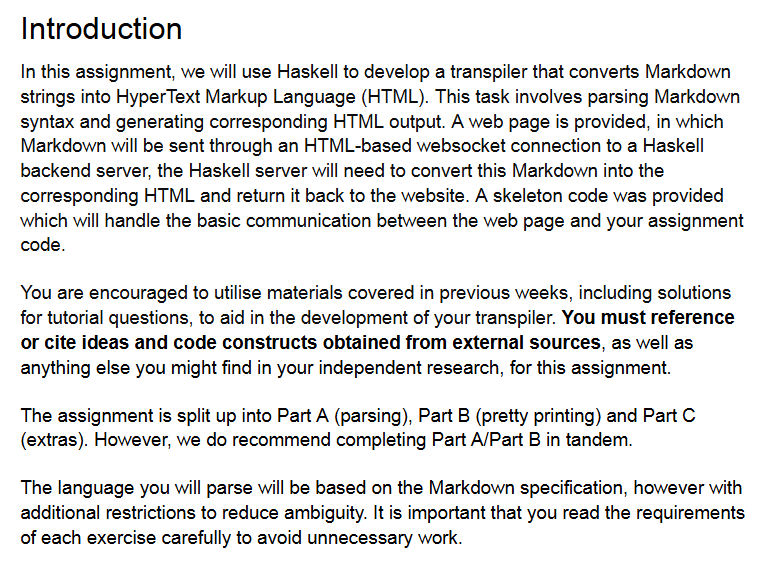 Introduction
In this assignment, we will use Haskell to develop a transpiler that converts Markdown
strings into HyperText Markup Language (HTML). This task involves parsing Markdown
syntax and generating corresponding HTML output. A web page is provided, in which
Markdown will be sent through an HTML-based websocket connection to a Haskell
backend server, the Haskell server will need to convert this Markdown into the
corresponding HTML and return it back to the website. A skeleton code was provided
which will handle the basic communication between the web page and your assignment
code.
You are encouraged to utilise materials covered in previous weeks, including solutions
for tutorial questions, to aid in the development of your transpiler. You must reference
or cite ideas and code constructs obtained from external sources, as well as
anything else you might find in your independent research, for this assignment.
The assignment is split up into Part A (parsing), Part B (pretty printing) and Part C
(extras). However, we do recommend completing Part A/Part B in tandem.
The language you will parse will be based on the Markdown specification, however with
additional restrictions to reduce ambiguity. It is important that you read the requirements
of each exercise carefully to avoid unnecessary work.